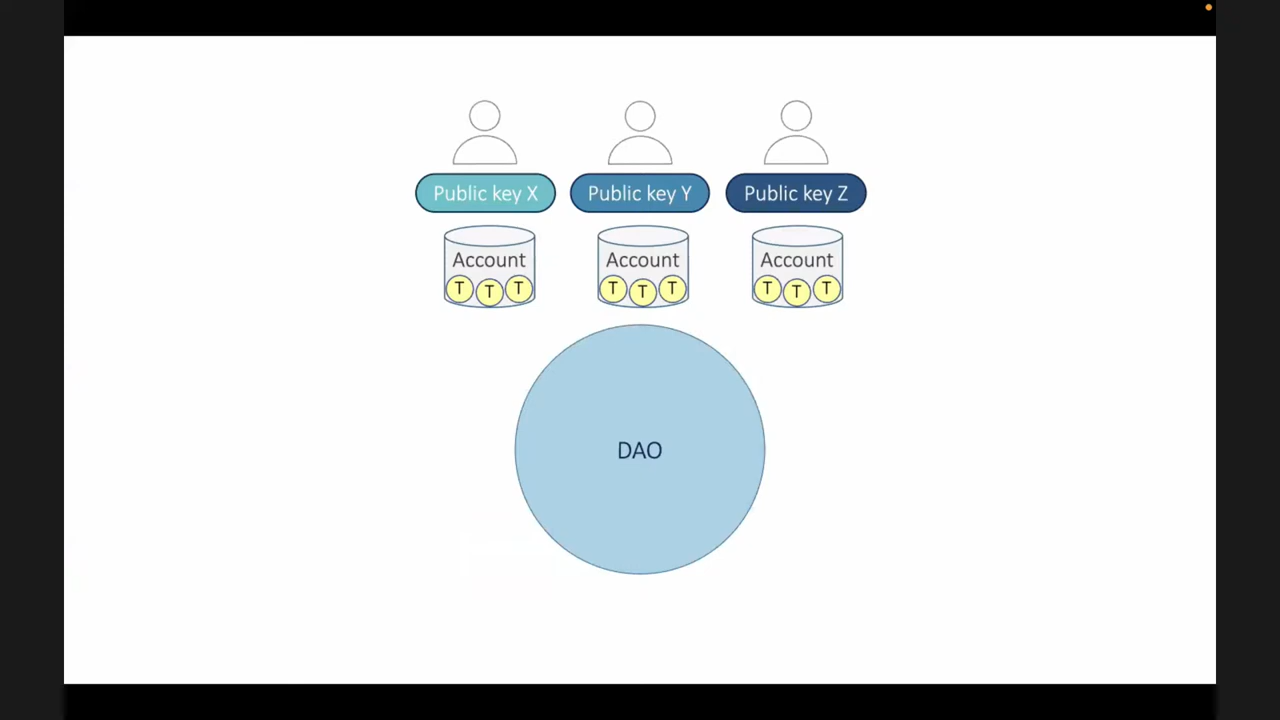 Public key X
Public key Y
Public key Z
Account
Account
Account
T T T
T T T
T T T
DAO